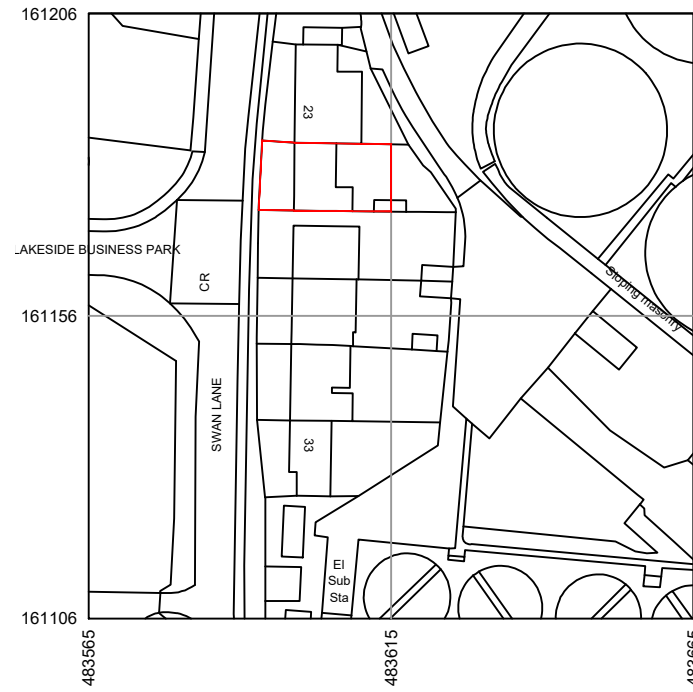 161206
23
LAKESIDE BUSINESS PARK
CR
Sloping masonry
161156
SWAN LANE
33
El
Sub
Sta
161106
483565
483615
483665